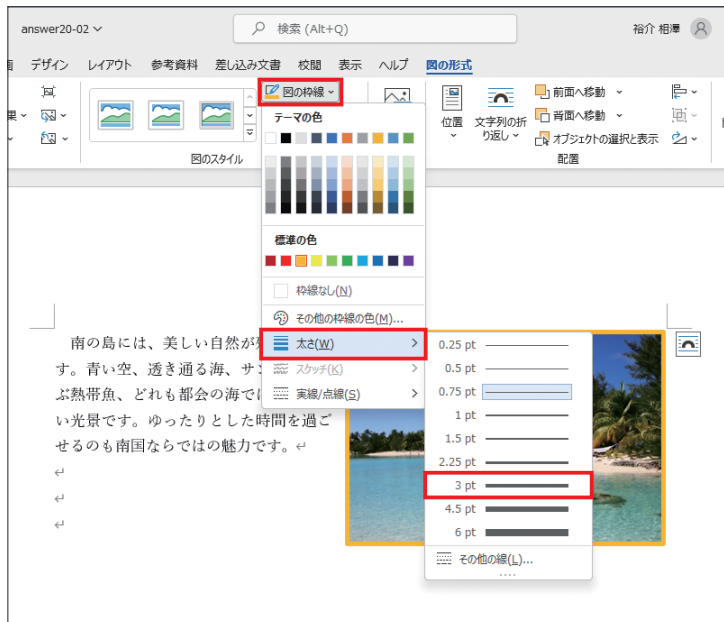 answer20-02
検索 (Alt+Q)
裕介 相澤
デザイン レイアウト 参考資料 差し込み文書 校閲 表示 ヘルプ 図の形式
図の枠線
前面へ移動
果
位置 文字列の折り返し
背面へ移動
オブジェクトの選択と表示
図のスタイル
配置
テーマの色
標準の色
枠線なし(N)
その他の枠線の色(M)...
太さ(W)
スケッチ(K)
実線/点線(S)
0.25 pt
0.5 pt
0.75 pt
1 pt
1.5 pt
2.25 pt
3 pt
4.5 pt
6 pt
その他の線(L)...
南の島には、美しい自然が
す。青い空、透き通る海、サン
ぶ熱帯魚、どれも都会の海では
い光景です。ゆったりとした時間を過ご
せるのも南国ならではの魅力です。